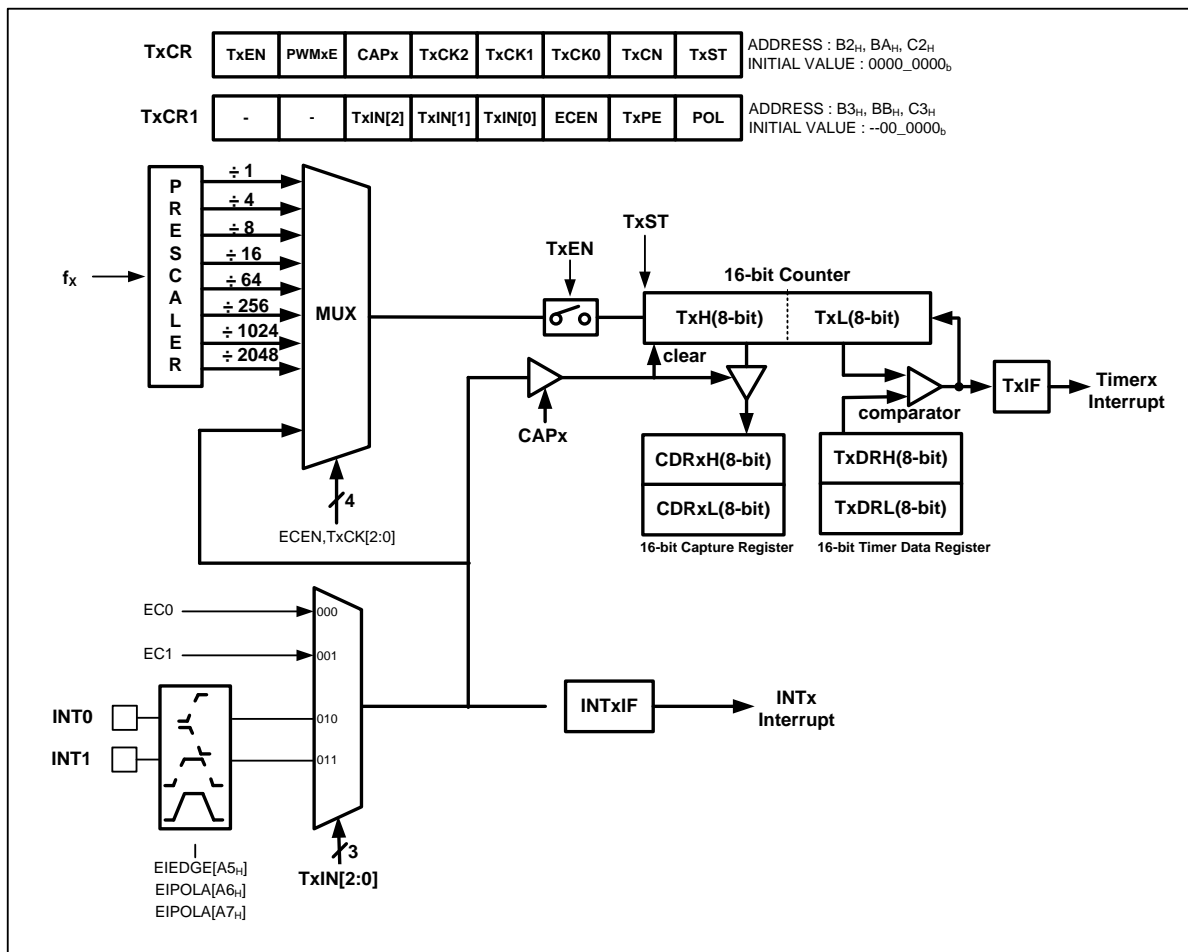 TxCR TxEN PWMxE CAPx TxCK2 TxCK1 TxCK0 TxCN TxST
ADDRESS : B2H, BAH, C2H
INITIAL VALUE : 0000_0000b
TxCR1 - - TxIN[2] TxIN[1] TxIN[0] ECEN TxPE POL
ADDRESS : B3H, BBH, C3H
INITIAL VALUE : --00_0000b
fX
PRESCALER
÷ 1
÷ 4
÷ 8
÷ 16
÷ 64
÷ 256
÷ 1024
÷ 2048
MUX
4
ECEN,TxCK[2:0]
TxEN
TxST
16-bit Counter
TxH(8-bit) TxL(8-bit)
clear
CAPx
comparator
TxIF
Timerx
Interrupt
CDRxH(8-bit)
CDRxL(8-bit)
16-bit Capture Register
TxDRH(8-bit)
TxDRL(8-bit)
16-bit Timer Data Register
EC0
EC1
INT0
INT1
000
001
010
011
3
TxIN[2:0]
INTxIF
INTx
Interrupt
EIEDGE[A5H]
EIPOLA[A6H]
EIPOLA[A7H]